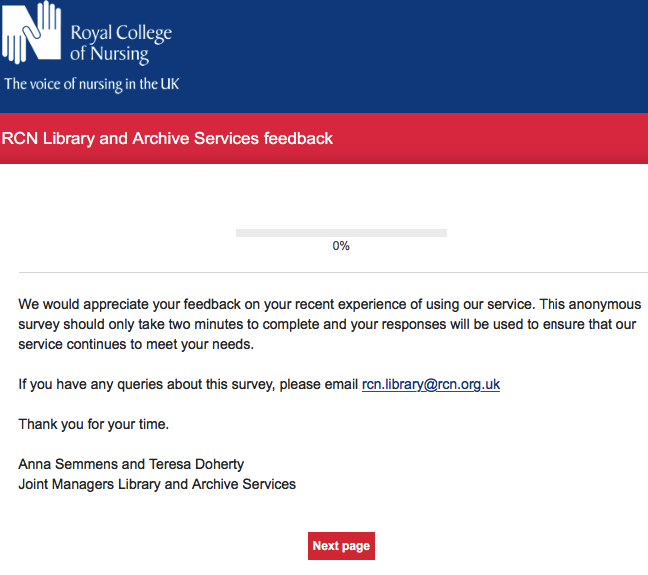 Royal College
of Nursing
The voice of nursing in the UK
RCN Library and Archive Services feedback
0%
We would appreciate your feedback on your recent experience of using our service. This anonymous
survey should only take two minutes to complete and your responses will be used to ensure that our
service continues to meet your needs.
If you have any queries about this survey, please email rcn.library@rcn.org.uk
Thank you for your time.
Anna Semmens and Teresa Doherty
Joint Managers Library and Archive Services
Next page